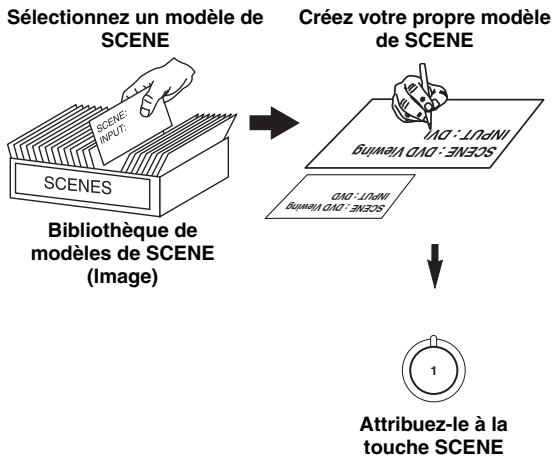 Sélectionnez un modèle de
SCENE
SCENE:
INPUT:
SCENES
Bibliothèque de
modèles de SCENE
(Image)
Créez votre propre modèle
de SCENE
SCENE : DVD Viewing
INPUT : DVI
SCENE : DVD Viewing
INPUT : DVD
1
Attribuez-le à la
touche SCENE